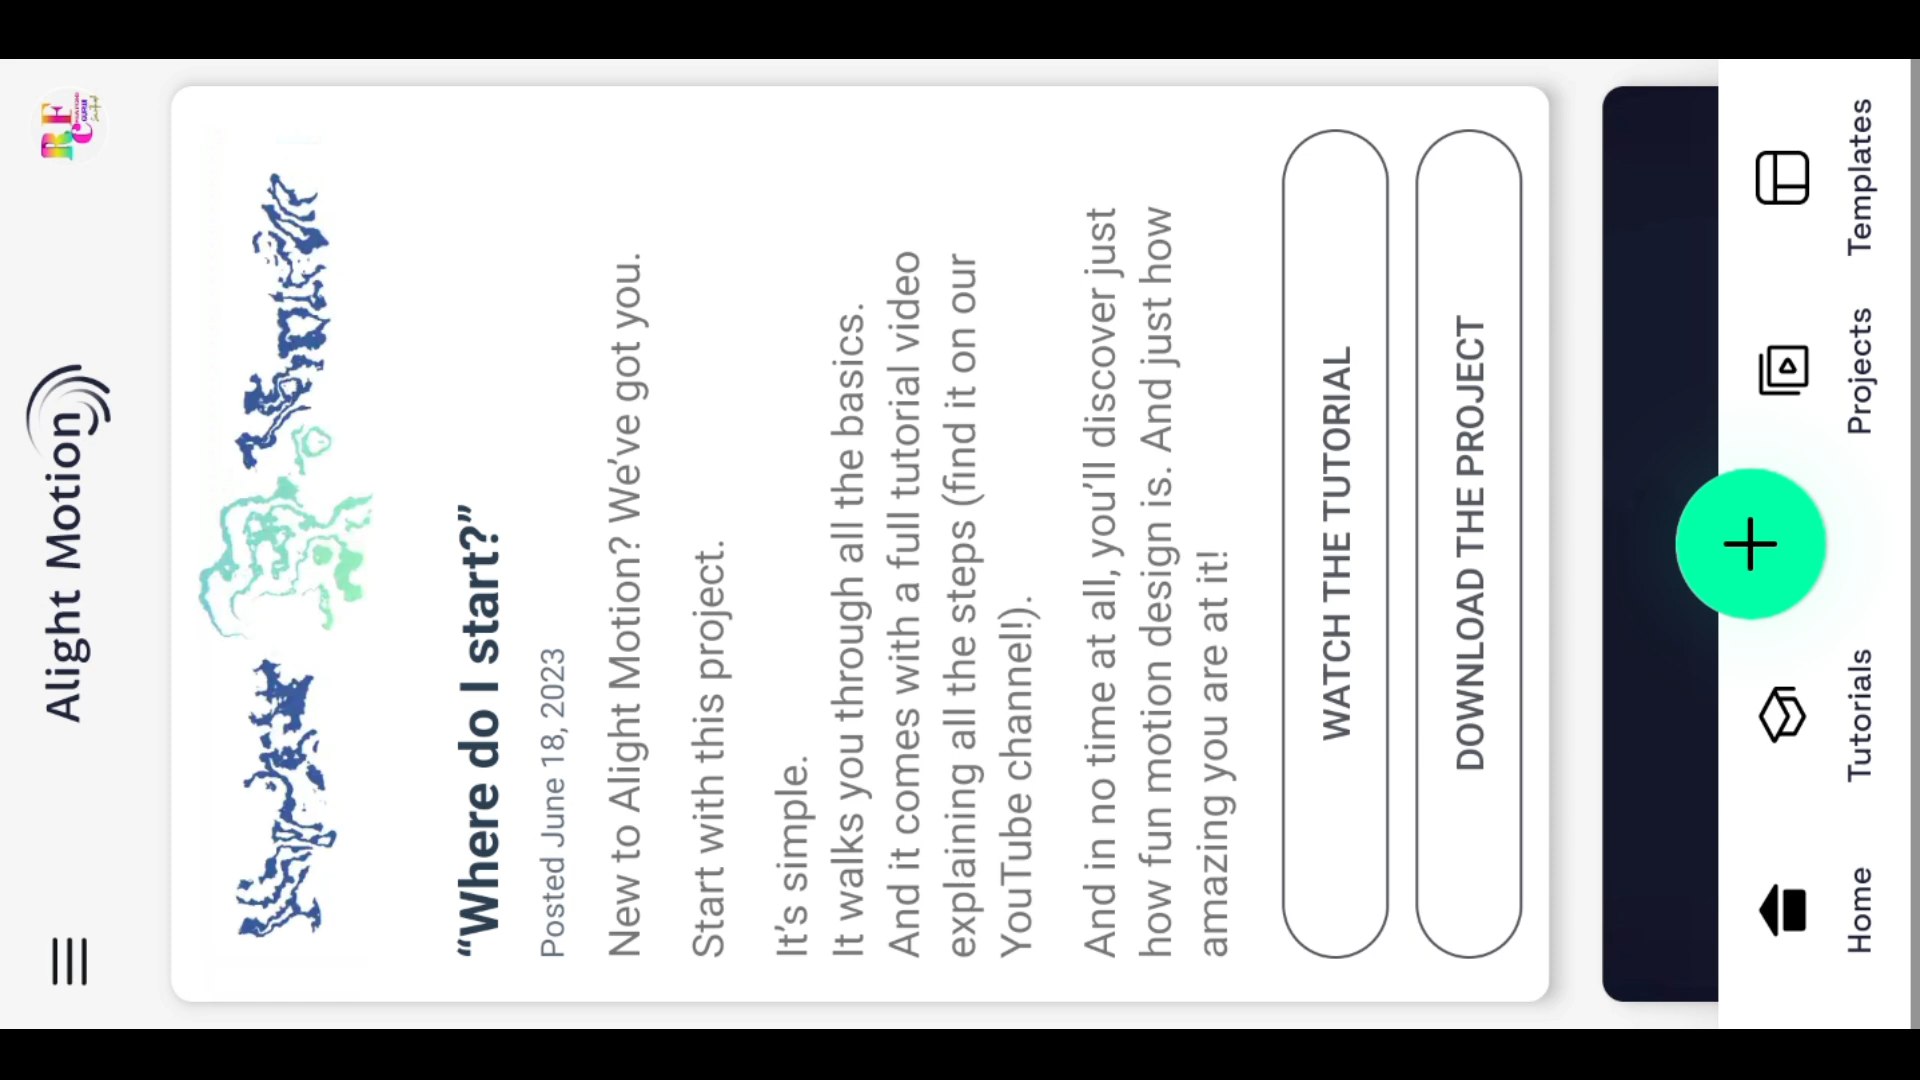 Alight Motion
“Where do I start?”
Posted June 18, 2023
New to Alight Motion? We’ve got you.
Start with this project.
It’s simple.
It walks you through all the basics.
And it comes with a full tutorial video
explaining all the steps (find it on our
YouTube channel!).
And in no time at all, you’ll discover just
how fun motion design is. And just how
amazing you are at it!
WATCH THE TUTORIAL
DOWNLOAD THE PROJECT
Home
Tutorials
Projects
Templates